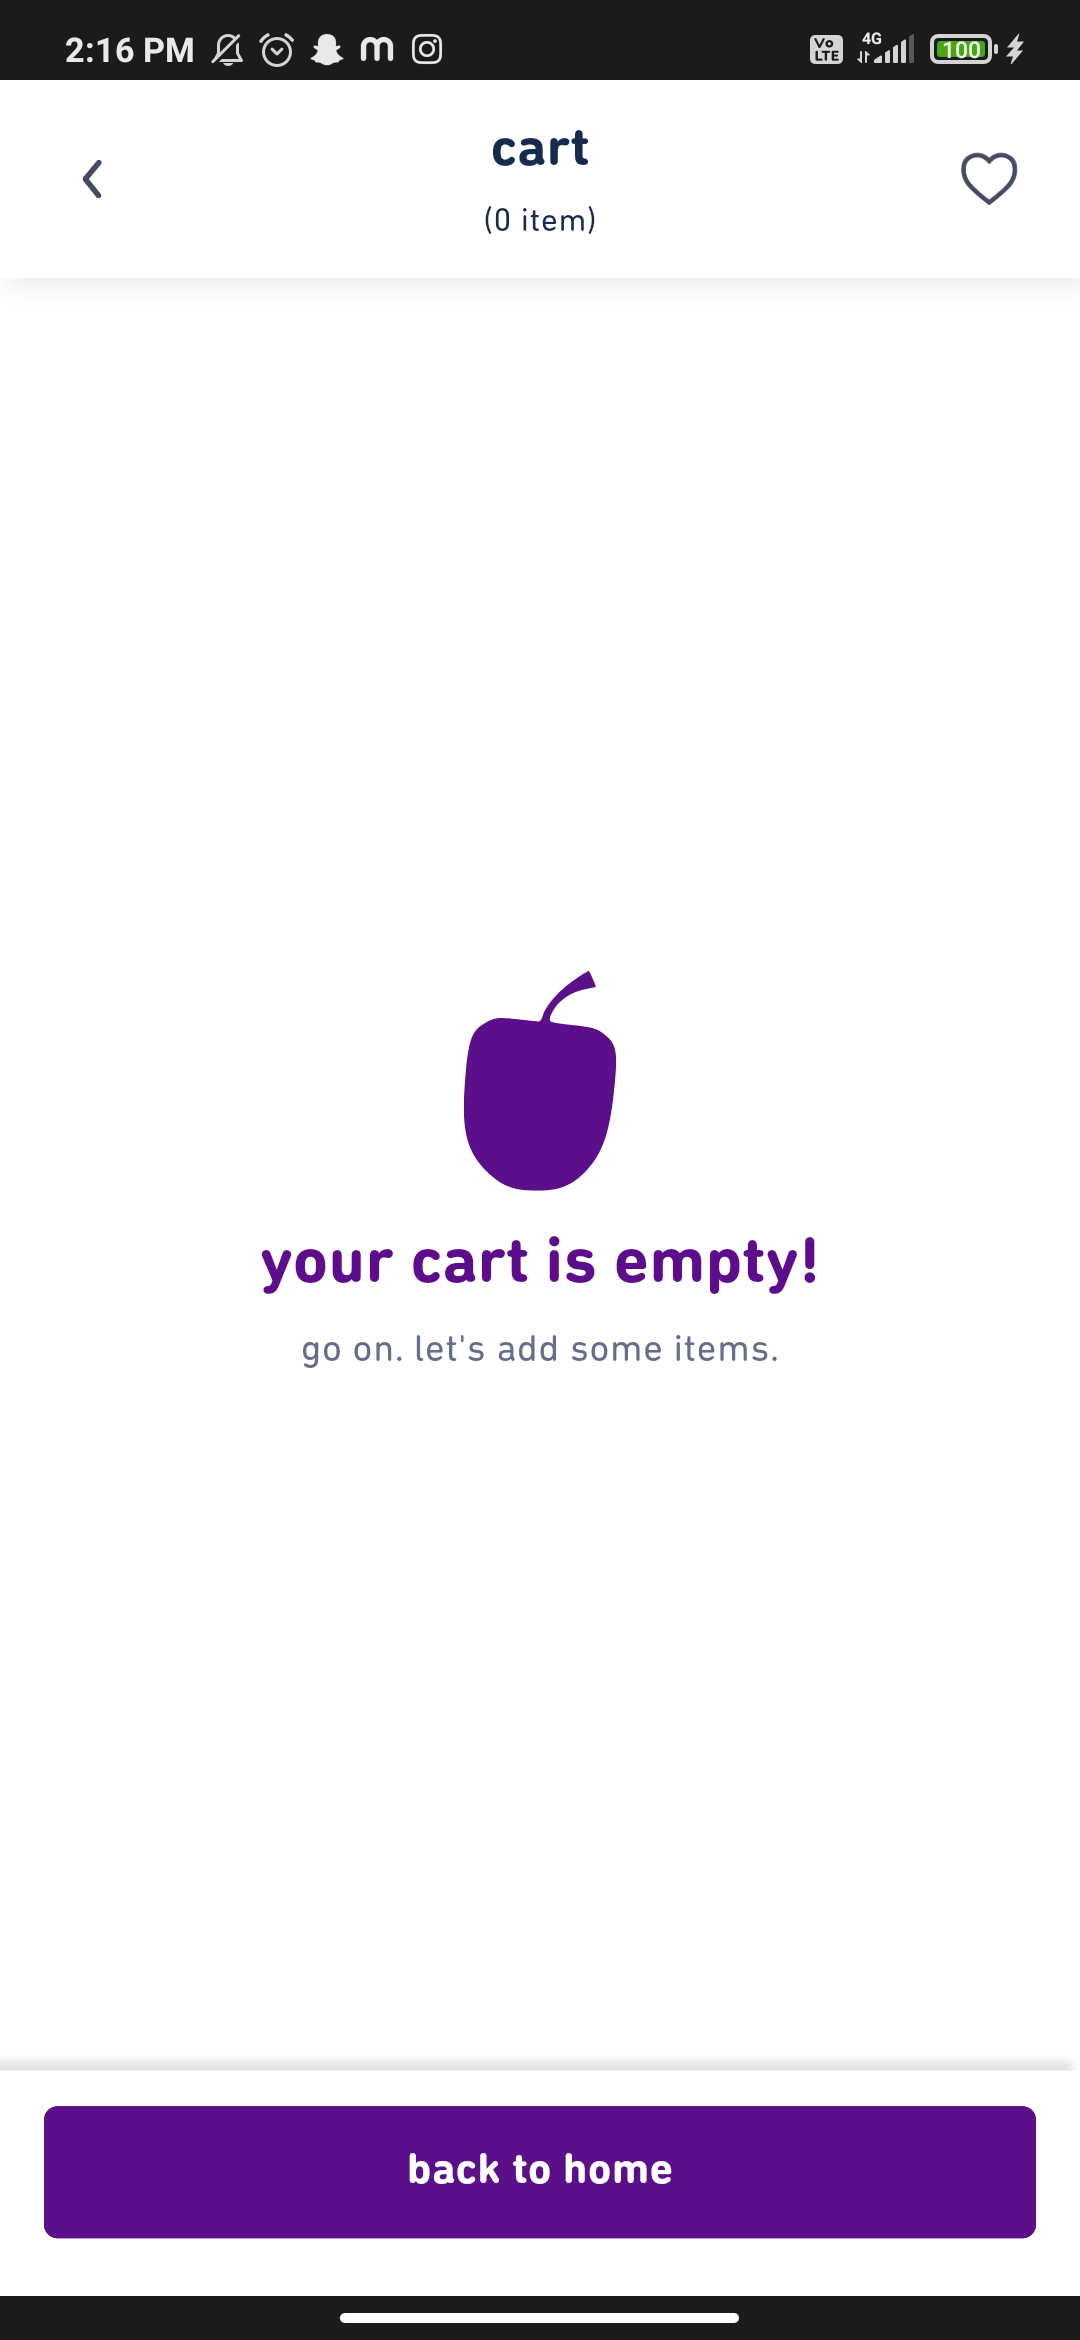 2:16 PM m Vo LTE 4G 100
cart
(0 item)
your cart is empty!
go on. let's add some items.
back to home